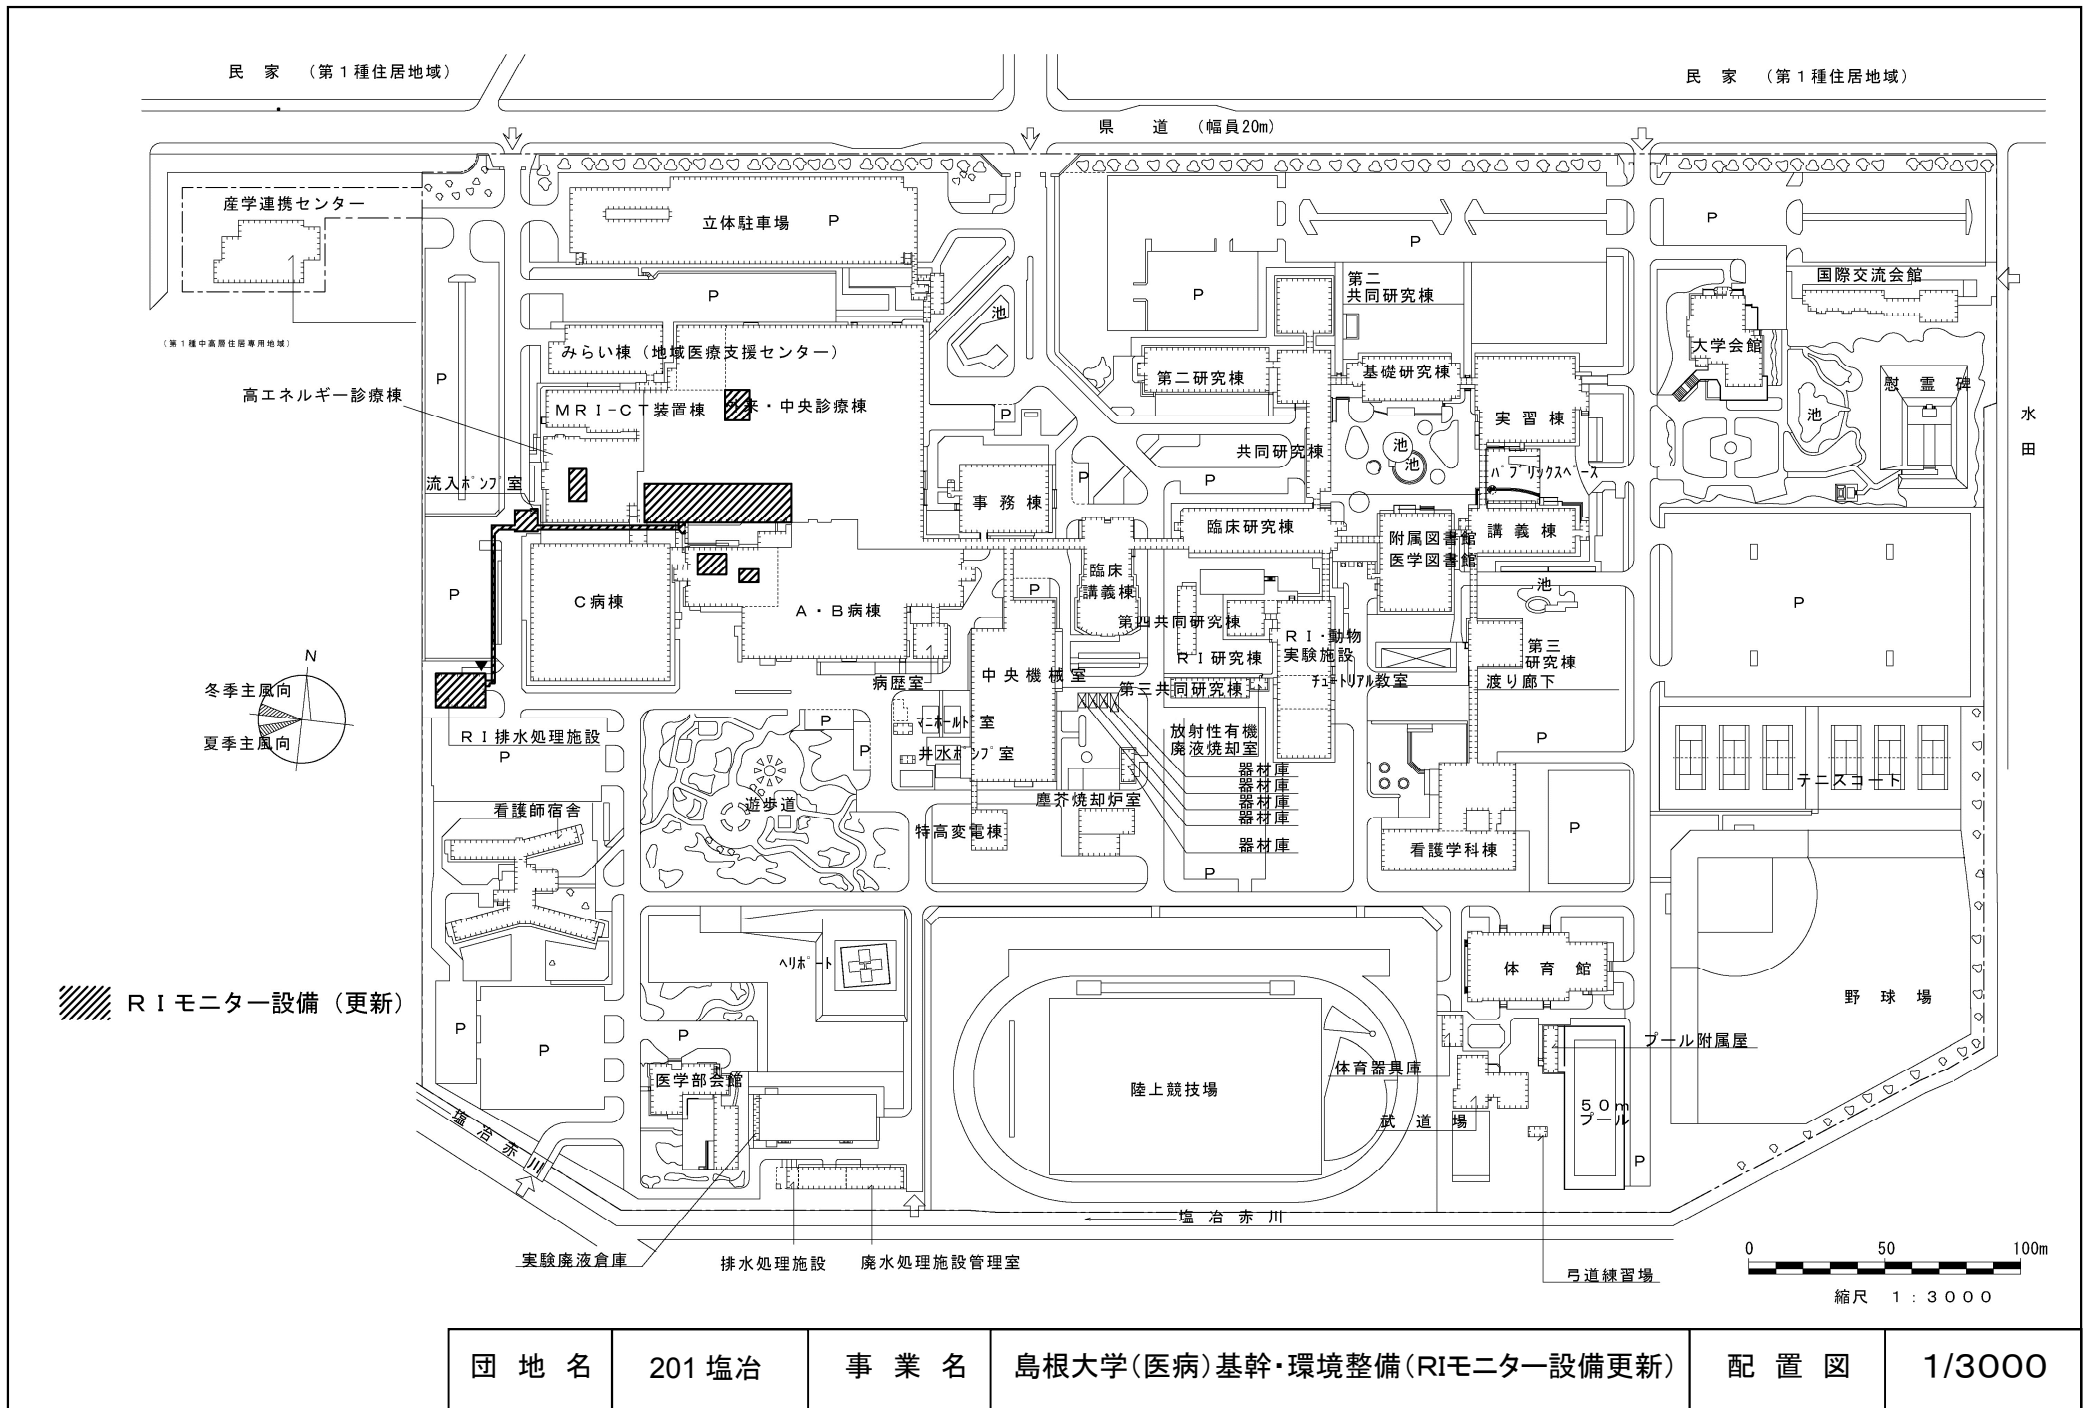 民　家　（第１種住居地域）
民　家　（第１種住居地域）
県　道　（幅員20m）
産学連携センター
（第１種中高層住居専用地域）
立体駐車場　P
P
P
P
P
池
国際交流会館
第二
共同研究棟
みらい棟（地域医療支援センター）
大学会館
第二研究棟
基礎研究棟
慰霊碑
P
高エネルギー診療棟
MRI-CT装置棟
外来・中央診療棟
P
実習棟
池
水田
池
池
共同研究棟
P
P
流入ﾎﾟﾝﾌﾟ室
ﾊﾟﾌﾞﾘｯｸｽﾍﾟｰｽ
事務棟
臨床研究棟
附属図書館
医学図書館
講義棟
P
C病棟
A・B病棟
P
臨床
講義棟
池
P
第四共同研究棟
RI・動物
実験施設
第三
研究棟
RI研究棟
N
冬季主風向
夏季主風向
病歴室
中央機械室
第三共同研究棟
ﾁｭｰﾄﾘｱﾙ教室
渡り廊下
RI排水処理施設
P
P
P
ﾏﾆﾎｰﾙﾄﾞ室
井水ﾎﾟﾝﾌﾟ室
放射性有機
廃液焼却室
P
器材庫
器材庫
器材庫
器材庫
器材庫
テニスコート
看護師宿舎
遊歩道
塵芥焼却炉室
特高変電棟
看護学科棟
P
P
ﾍﾘﾎﾟｰﾄ
体育館
野球場
RIモニター設備（更新）
P
P
P
医学部会館
陸上競技場
体育器具庫
プール附属屋
武道場
50m
プール
P
塩冶赤川
塩冶赤川
実験廃液倉庫
排水処理施設
廃水処理施設管理室
弓道練習場
0　50　100m
縮尺　1：3000
団地名　201 塩冶　事業名　島根大学（医病）基幹・環境整備（RIモニター設備更新）　配置図　1/3000